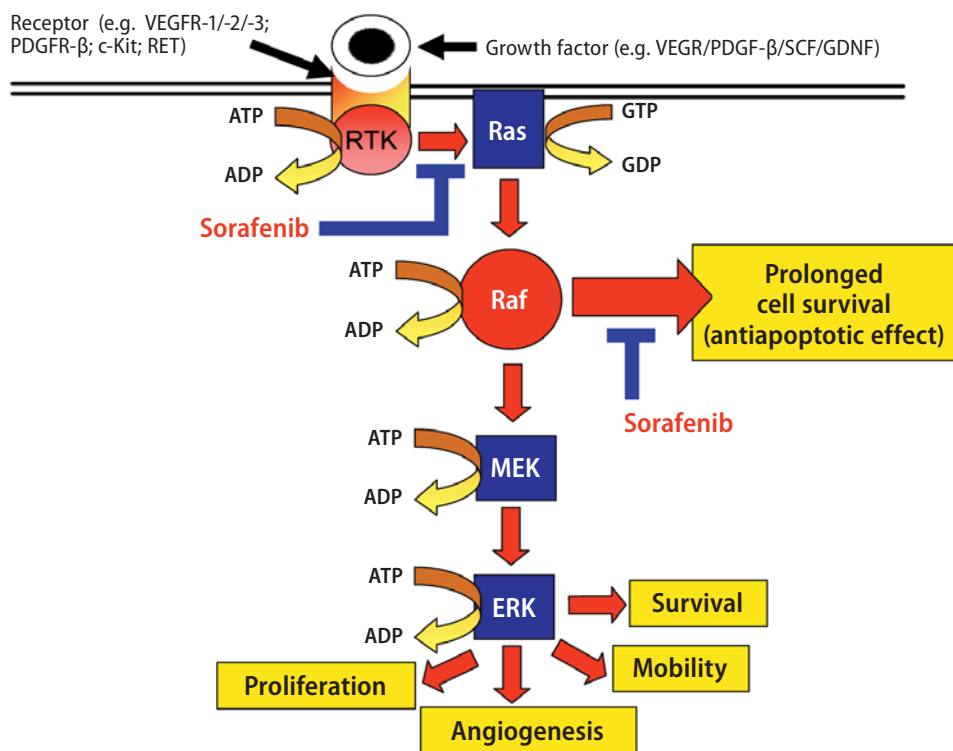 Receptor (e.g. VEGFR-1/-2/-3;
PDGFR-β; c-Kit; RET)
Growth factor (e.g. VEGR/PDGF-β/SCF/GDNF)
ATP
RTK
ADP
Ras
GTP
GDP
Sorafenib
ATP
Raf
ADP
Prolonged
cell survival
(antiapoptotic effect)
Sorafenib
ATP
MEK
ADP
ATP
ERK
ADP
Survival
Mobility
Proliferation
Angiogenesis